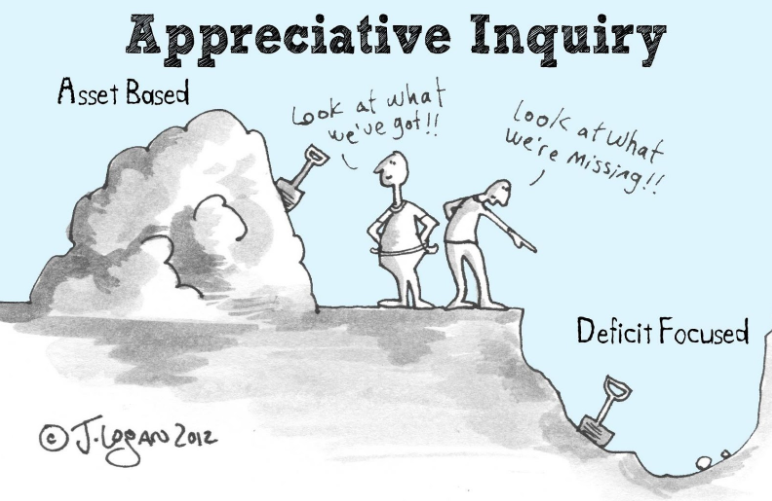 Appreciative Inquiry
Asset Based
Look at what
we've got!!
Look at what
we're missing!!
Deficit Focused
© J. Logan 2012